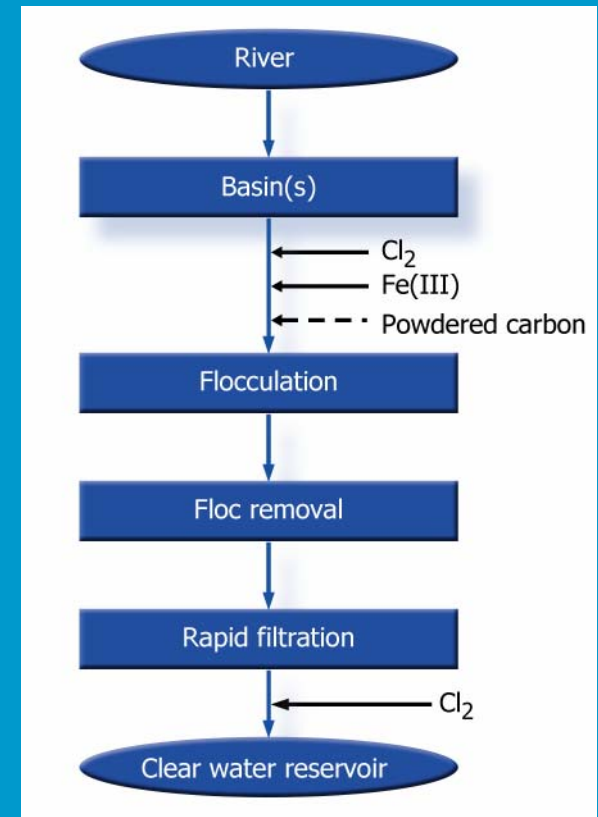 River
Basin(s)
Cl₂
Fe(III)
Powdered carbon
Flocculation
Floc removal
Rapid filtration
Cl₂
Clear water reservoir